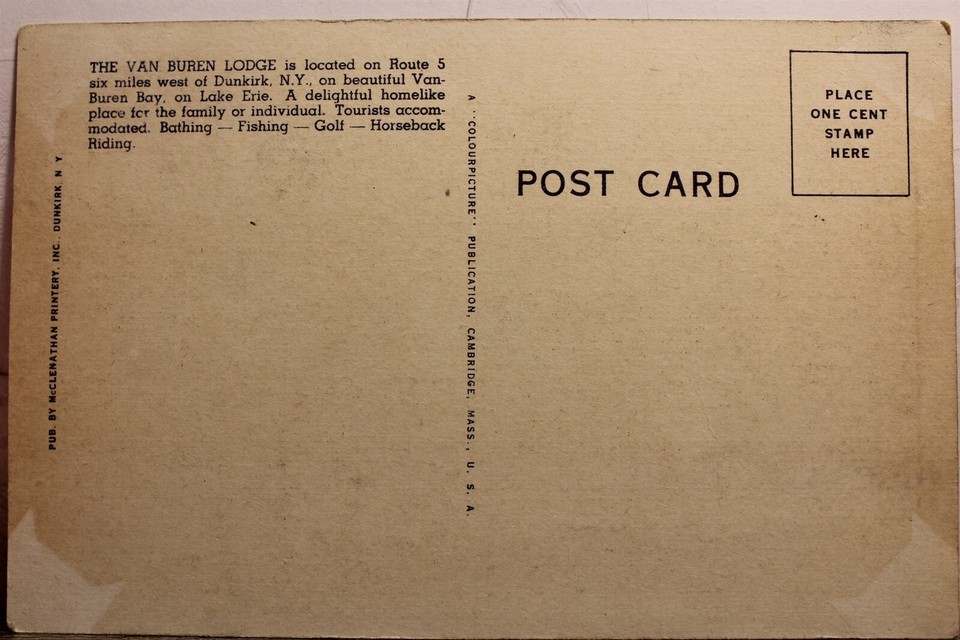 THE VAN BUREN LODGE is located on Route 5
six miles west of Dunkirk, N.Y., on beautiful Van-
Buren Bay, on Lake Erie. A delightful homelike
place for the family or individual. Tourists accom-
modated. Bathing — Fishing — Golf — Horseback
Riding.
PUB. BY McCLENATHAN PRINTERY, INC., DUNKIRK, N. Y.
A "COLOURPICTURE" PUBLICATION, CAMBRIDGE, MASS., U. S. A.
POST CARD
PLACE
ONE CENT
STAMP
HERE